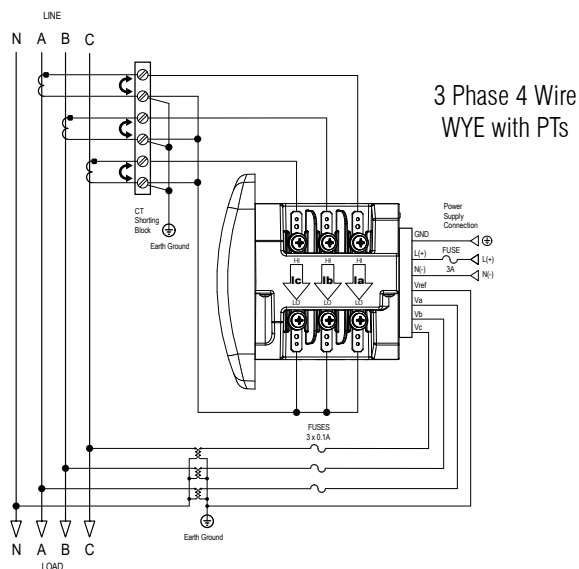 LINE
N A B C
3 Phase 4 Wire
WYE with PTs
CT
Shorting
Block
Earth Ground
Power
Supply
Connection
GND
L(+)
FUSE
L(+)
N(-)
3A
N(-)
Vref
Va
Vb
Vc
HI HI HI
Ic Ib Ia
LO LO LO
FUSES
3 x 0.1A
Earth Ground
N A B C
LOAD